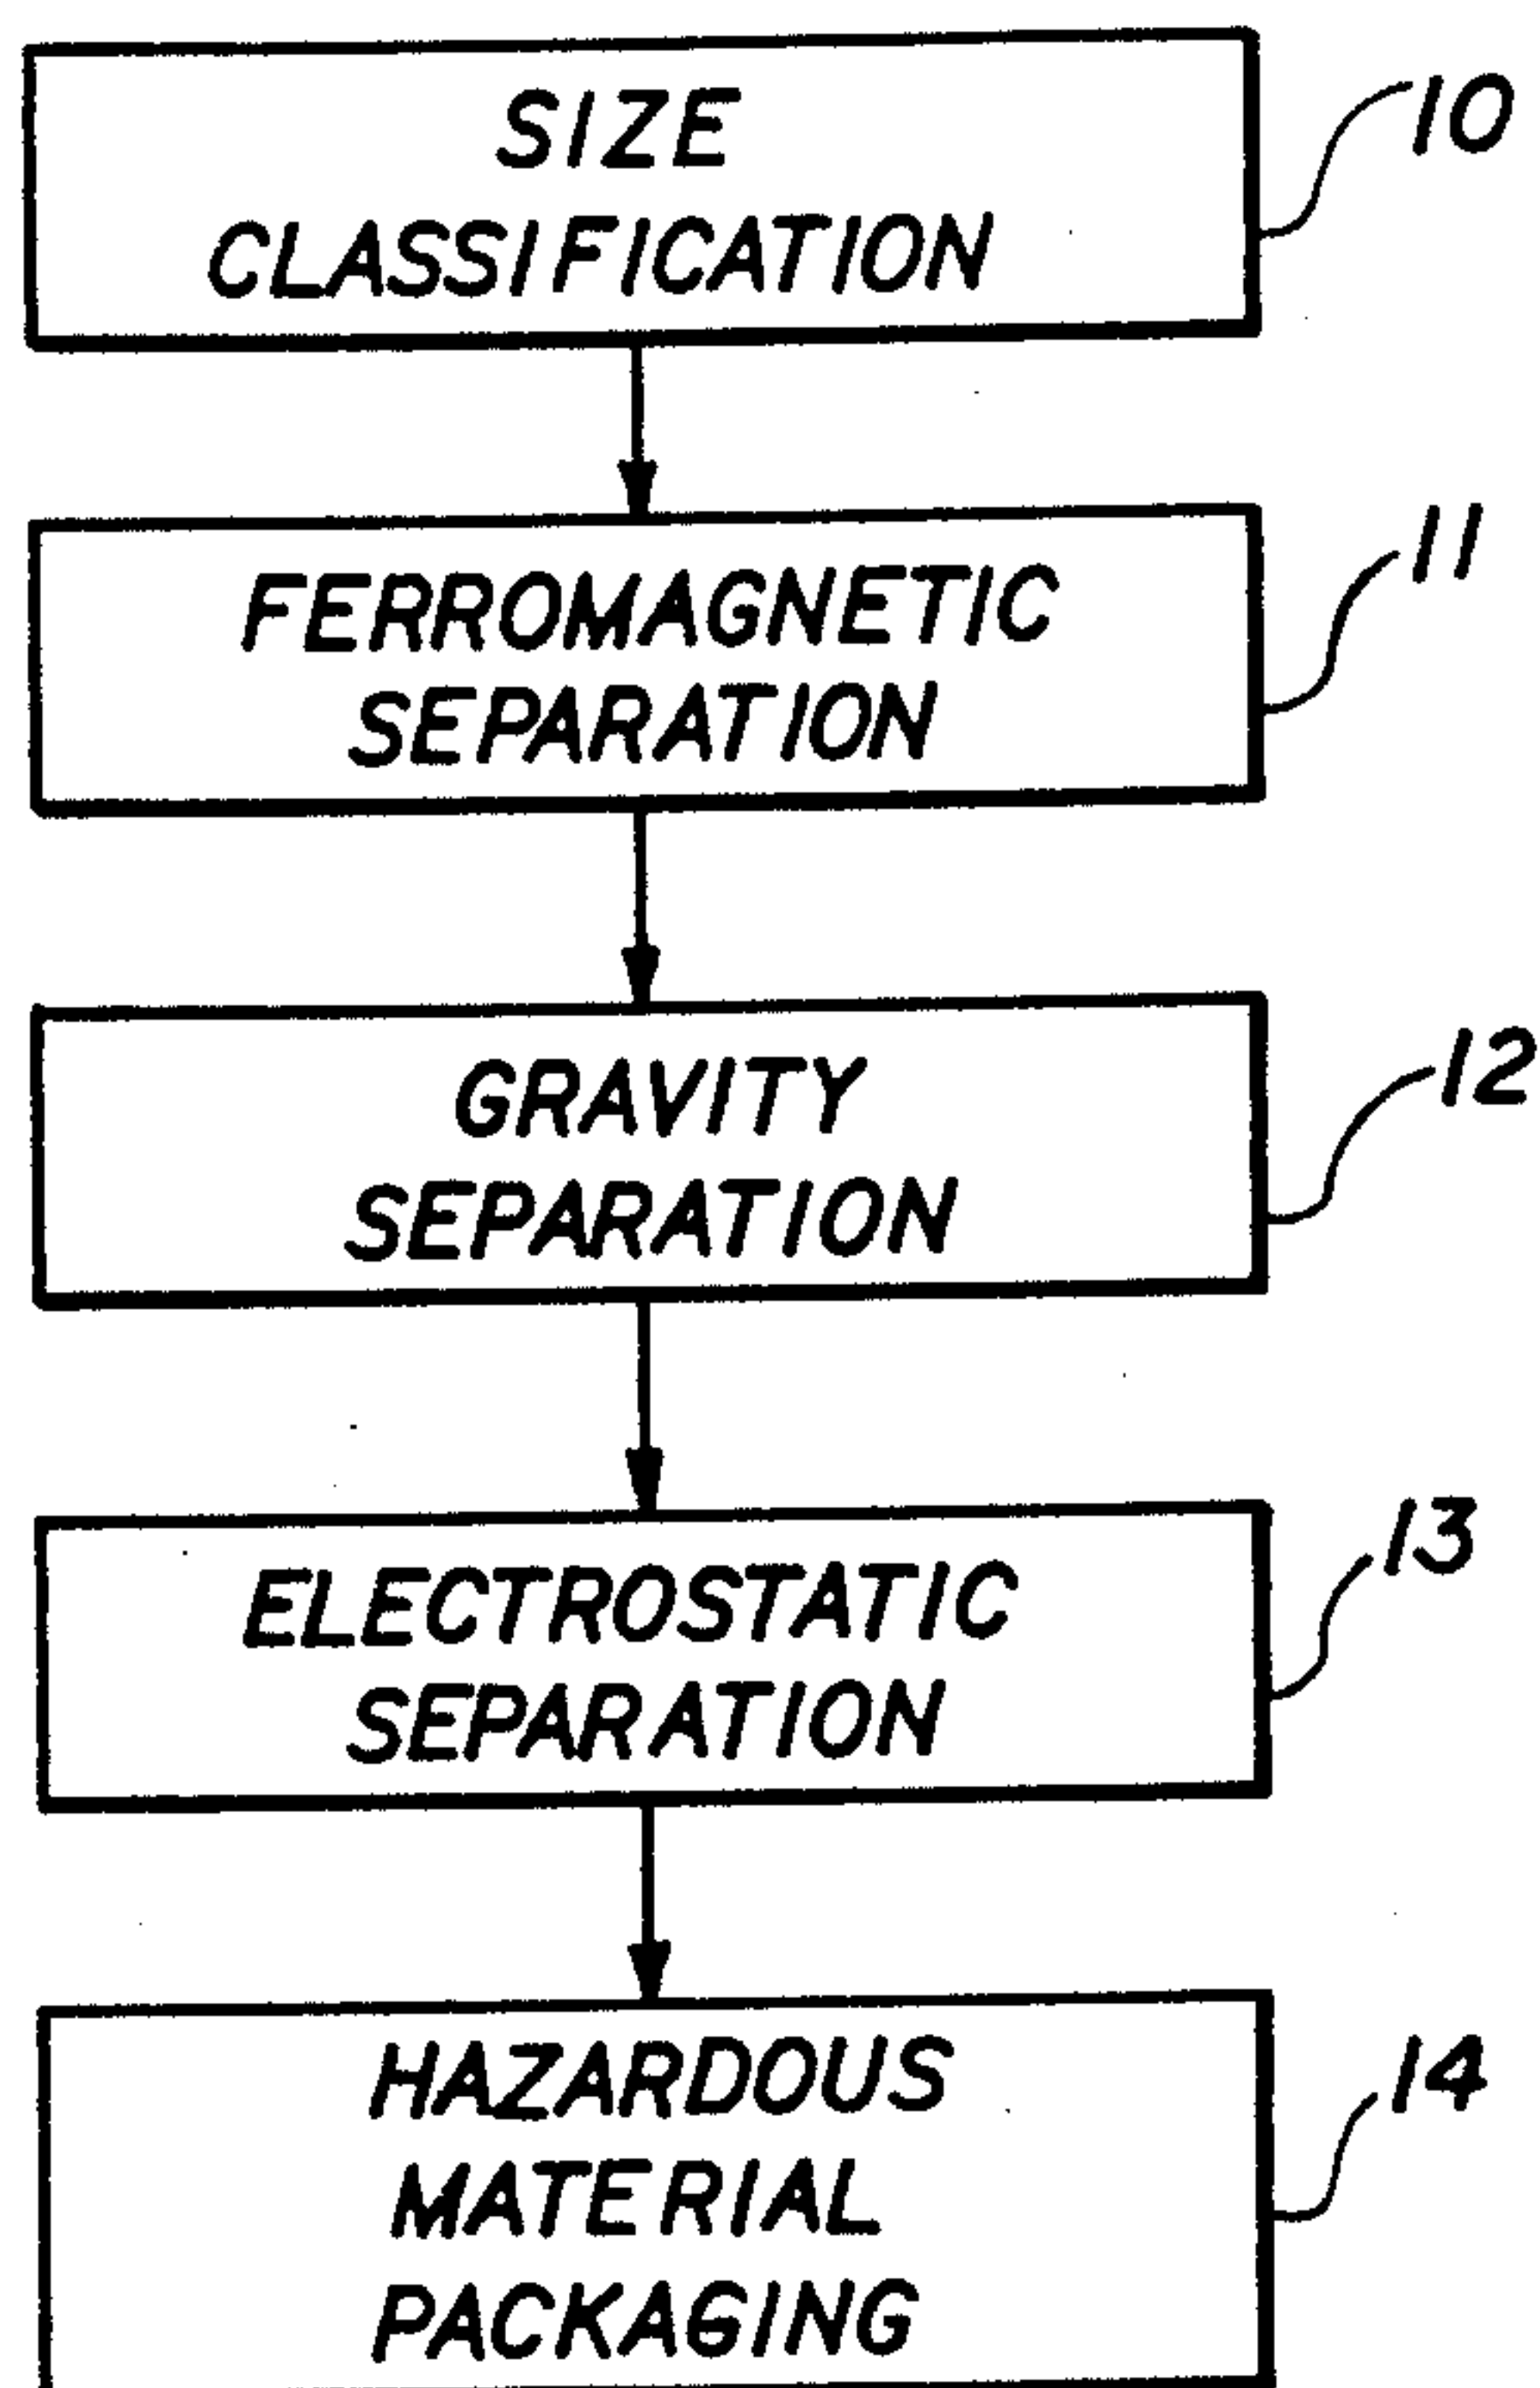 SIZE
CLASSIFICATION
10
FERROMAGNETIC
SEPARATION
11
GRAVITY
SEPARATION
12
ELECTROSTATIC
SEPARATION
13
HAZARDOUS
MATERIAL
PACKAGING
14